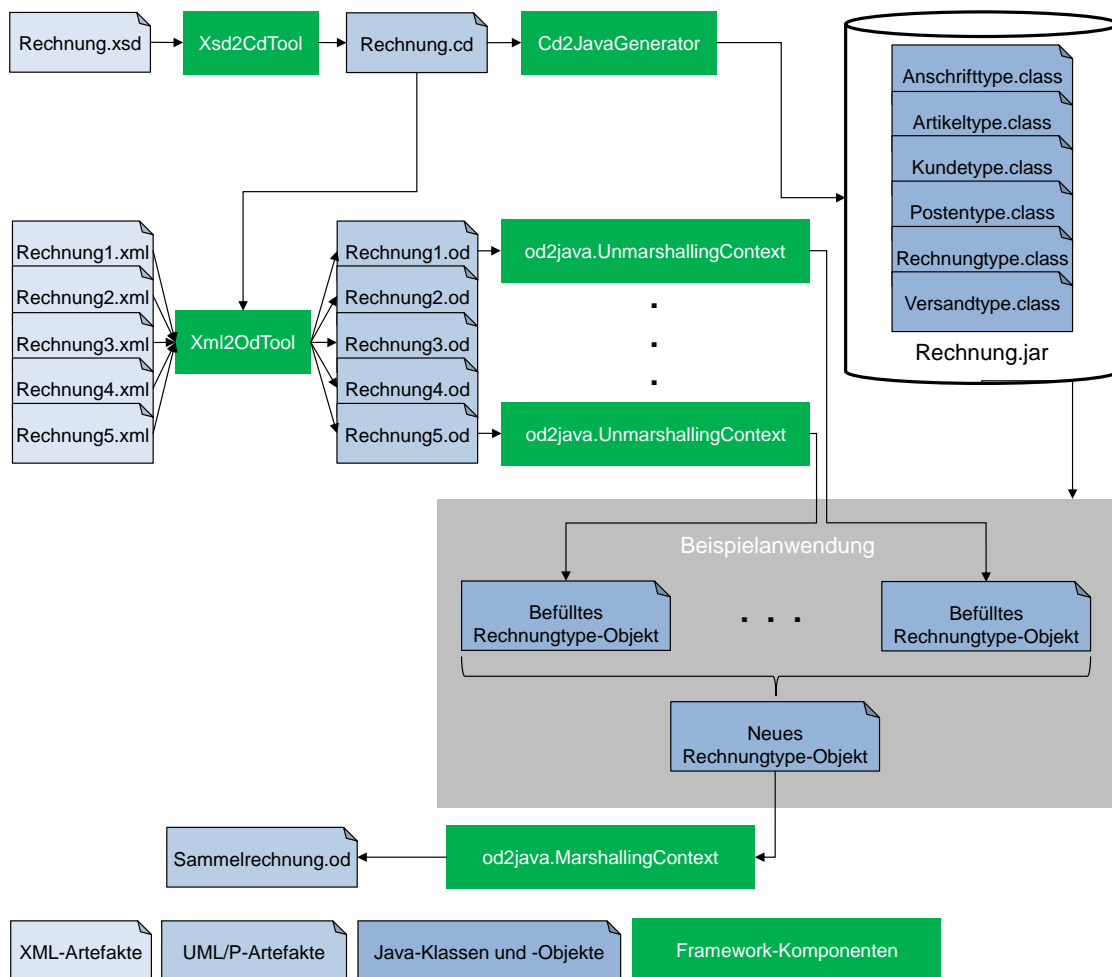 Rechnung.xsd
Xsd2CdTool
Rechnung.cd
Cd2JavaGenerator
Anschrifttype.class
Artikeltype.class
Kundetype.class
Postentype.class
Rechnungtype.class
Versandtype.class
Rechnung.jar
Rechnung1.xml
Rechnung2.xml
Rechnung3.xml
Rechnung4.xml
Rechnung5.xml
Xml2OdTool
Rechnung1.od
Rechnung2.od
Rechnung3.od
Rechnung4.od
Rechnung5.od
od2java.UnmarshallingContext
.
.
.
od2java.UnmarshallingContext
Beispielanwendung
Befülltes
Rechnungtype-Objekt
. . .
Befülltes
Rechnungtype-Objekt
Neues
Rechnungtype-Objekt
Sammelrechnung.od
od2java.MarshallingContext
XML-Artefakte
UML/P-Artefakte
Java-Klassen und -Objekte
Framework-Komponenten